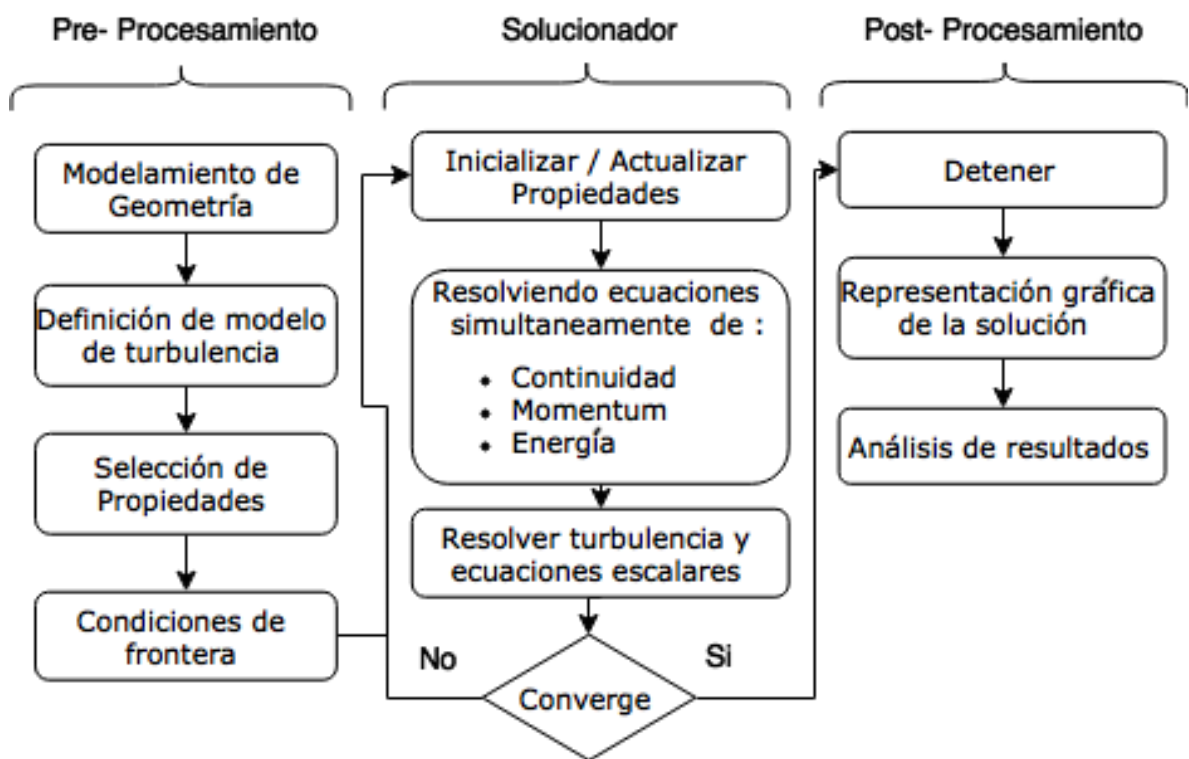 Pre- Procesamiento
Modelamiento de
Geometría
Definición de modelo
de turbulencia
Selección de
Propiedades
Condiciones de
frontera
Solucionador
Inicializar / Actualizar
Propiedades
Resolviendo ecuaciones
simultaneamente de :
• Continuidad
• Momentum
• Energía
Resolver turbulencia y
ecuaciones escalares
No
Si
Converge
Post- Procesamiento
Detener
Representación gráfica
de la solución
Análisis de resultados